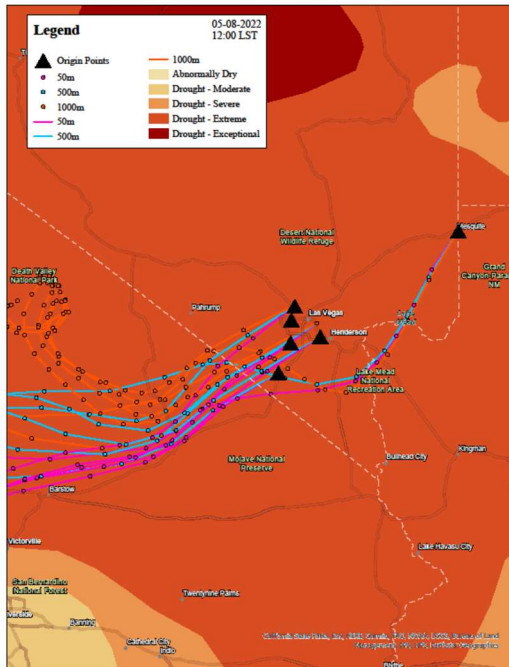 Legend
05-08-2022
12:00 LST
Origin Points
50m
500m
1000m
50m
500m
1000m
Abnormally Dry
Drought - Moderate
Drought - Severe
Drought - Extreme
Drought - Exceptional
Mesquite
Desert National
Wildlife Refuge
Grand
Canyon Para
NM
Death Valley
National Park
Pahrump
Las Vegas
Henderson
Lake Mead
National
Recreation Area
Mojave National
Preserve
Kingman
Bullhead City
Barstow
Victorville
Lake Havasu City
San Bernardino
National Forest
Twentynine Palms
Banning
Cathedral City
Indio